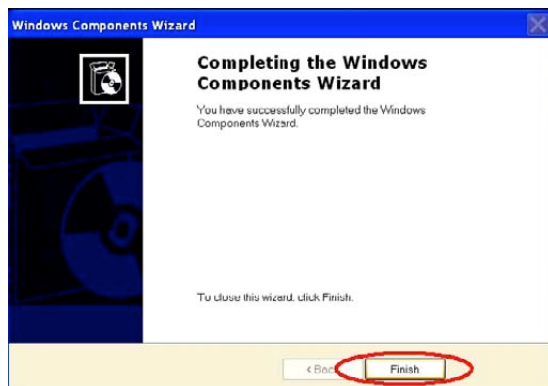 Windows Components Wizard
Completing the Windows
Components Wizard
You have successfully completed the Windows
Components Wizard.
To close this wizard, click Finish.
< Back
Finish